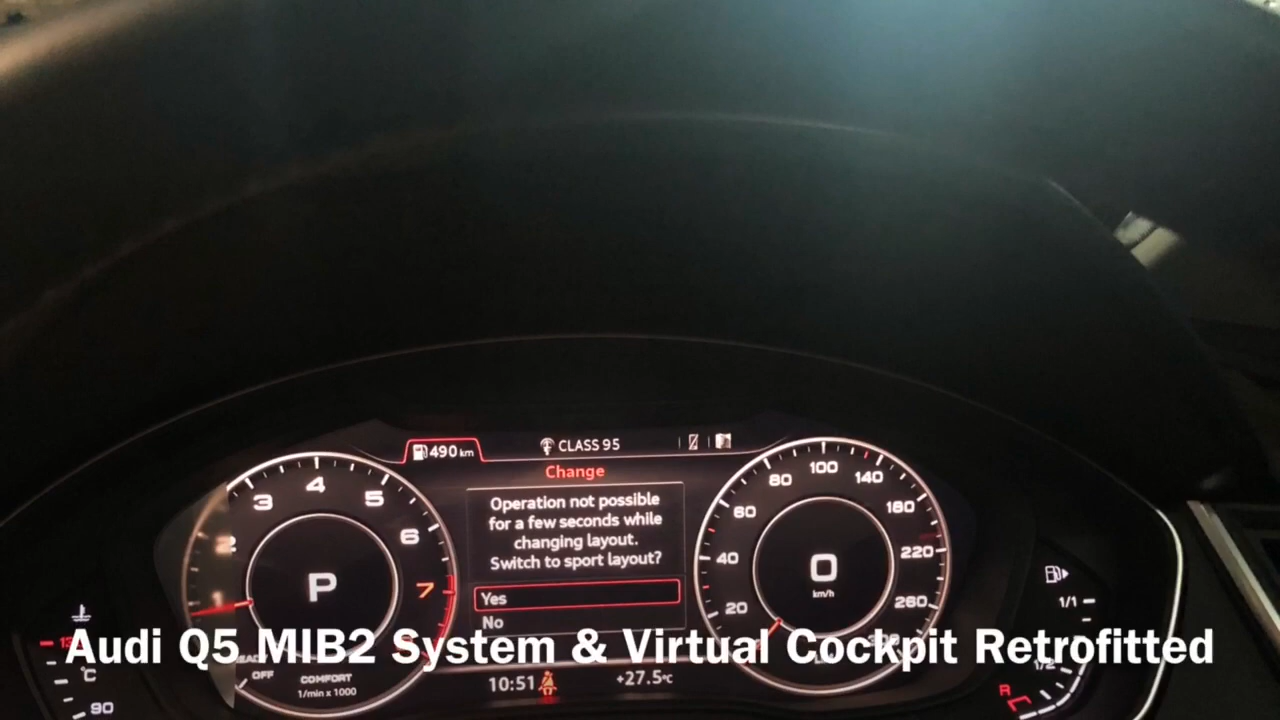 490 km
CLASS 95
Change
Operation not possible
for a few seconds while
changing layout.
Switch to sport layout?
Yes
No
1
2
3
4
5
6
7
P
OFF
COMFORT
1/min x 1000
20
40
60
80
100
140
180
220
260
0
km/h
1/1
1/2
R
°C
90
10:51
+27.5°C
Audi Q5 MIB2 System & Virtual Cockpit Retrofitted